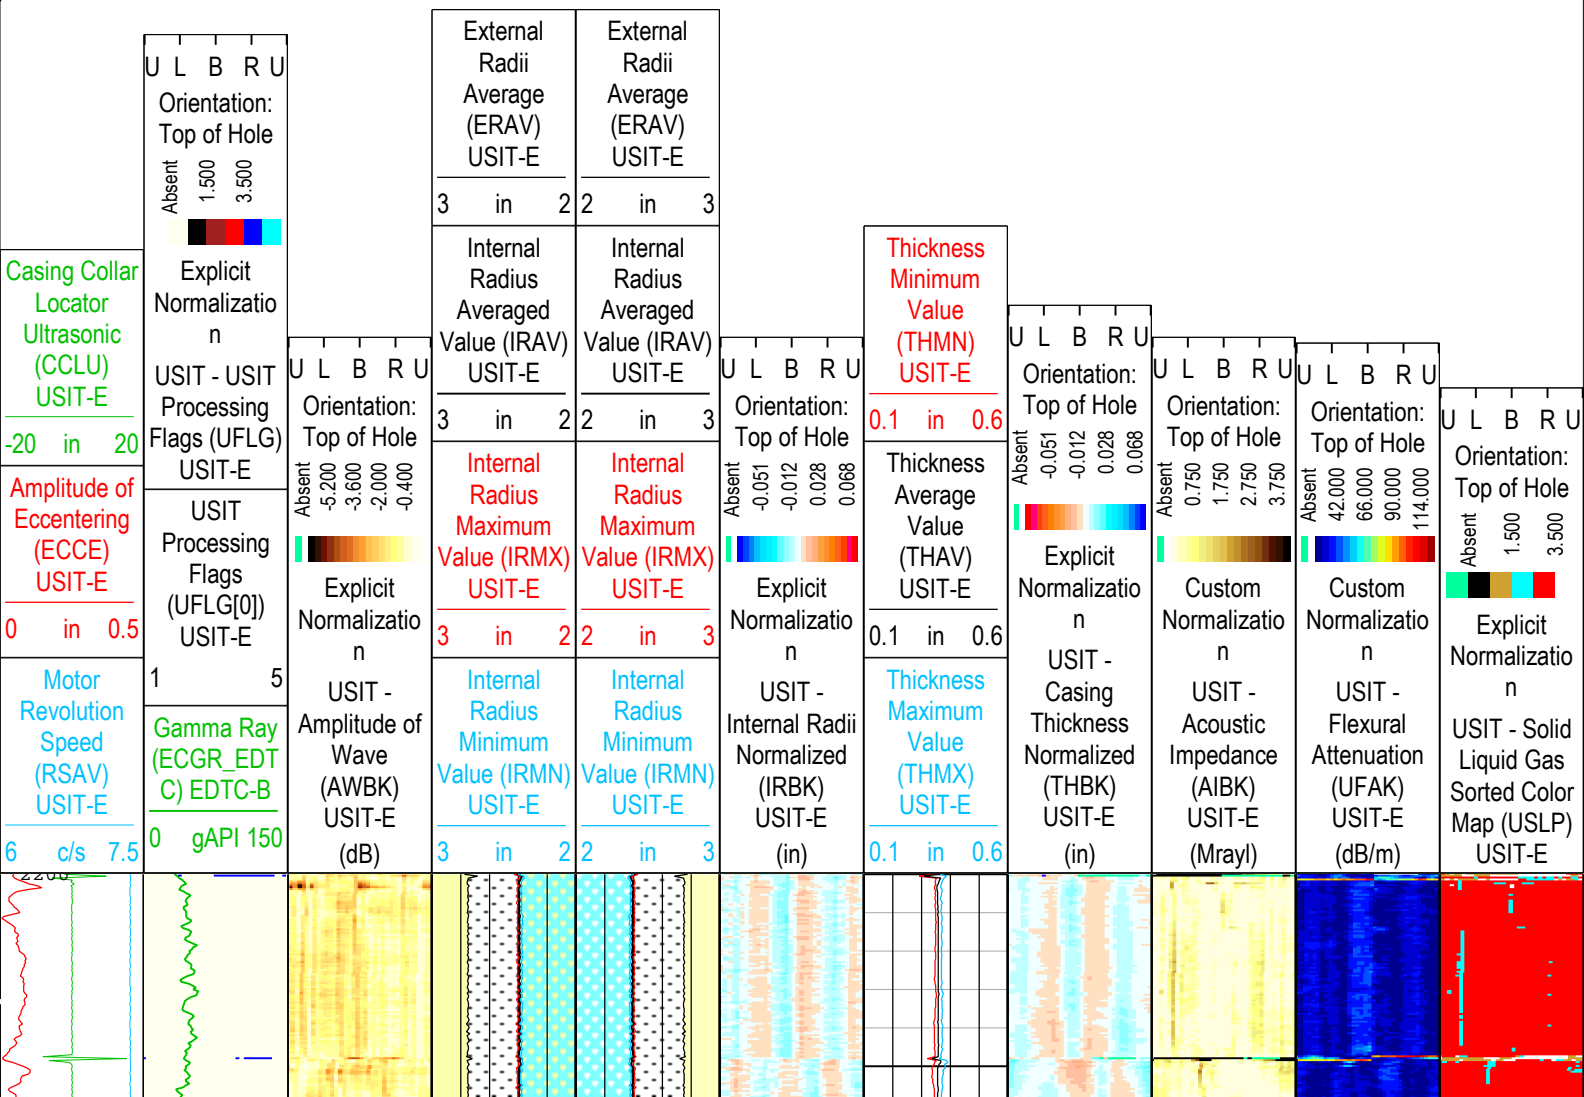 Casing Collar
Locator
Ultrasonic
(CCLU)
USIT-E
-20 in 20
Amplitude of
Eccentering
(ECCE)
USIT-E
0 in 0.5
Motor
Revolution
Speed
(RSAV)
USIT-E
6 c/s 7.5
U L B R U
Orientation:
Top of Hole
Absent
1.500
3.500
Explicit
Normalizatio
n
USIT - USIT
Processing
Flags (UFLG)
USIT-E
USIT
Processing
Flags
(UFLG[0])
USIT-E
1 5
Gamma Ray
(ECGR_EDT
C) EDTC-B
0 gAPI 150
U L B R U
Orientation:
Top of Hole
Absent
-5.200
-3.600
-2.000
-0.400
Explicit
Normalizatio
n
USIT -
Amplitude of
Wave
(AWBK)
USIT-E
(dB)
External
Radii
Average
(ERAV)
USIT-E
3 in 2
Internal
Radius
Averaged
Value (IRAV)
USIT-E
3 in 2
Internal
Radius
Maximum
Value (IRMX)
USIT-E
3 in 2
Internal
Radius
Minimum
Value (IRMN)
USIT-E
3 in 2
External
Radii
Average
(ERAV)
USIT-E
2 in 3
Internal
Radius
Averaged
Value (IRAV)
USIT-E
2 in 3
Internal
Radius
Maximum
Value (IRMX)
USIT-E
2 in 3
Internal
Radius
Minimum
Value (IRMN)
USIT-E
2 in 3
U L B R U
Orientation:
Top of Hole
Absent
-0.051
-0.012
0.028
0.068
Explicit
Normalizatio
n
USIT -
Internal Radii
Normalized
(IRBK)
USIT-E
(in)
Thickness
Minimum
Value
(THMN)
USIT-E
0.1 in 0.6
Thickness
Average
Value
(THAV)
USIT-E
0.1 in 0.6
Thickness
Maximum
Value
(THMX)
USIT-E
0.1 in 0.6
U L B R U
Orientation:
Top of Hole
Absent
-0.051
-0.012
0.028
0.068
Explicit
Normalizatio
n
USIT -
Casing
Thickness
Normalized
(THBK)
USIT-E
(in)
U L B R U
Orientation:
Top of Hole
Absent
0.750
1.750
2.750
3.750
Custom
Normalizatio
n
USIT -
Acoustic
Impedance
(AIBK)
USIT-E
(Mrayl)
U L B R U
Orientation:
Top of Hole
Absent
42.000
66.000
90.000
114.000
Custom
Normalizatio
n
USIT -
Flexural
Attenuation
(UFAK)
USIT-E
(dB/m)
U L B R U
Orientation:
Top of Hole
Absent
1.500
3.500
Explicit
Normalizatio
n
USIT - Solid
Liquid Gas
Sorted Color
Map (USLP)
USIT-E
2200